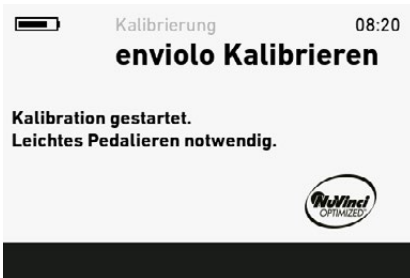 Kalibrierung
08:20
enviolo Kalibrieren
Kalibration gestartet.
Leichtes Pedalieren notwendig.
NuVinci
OPTIMIZED